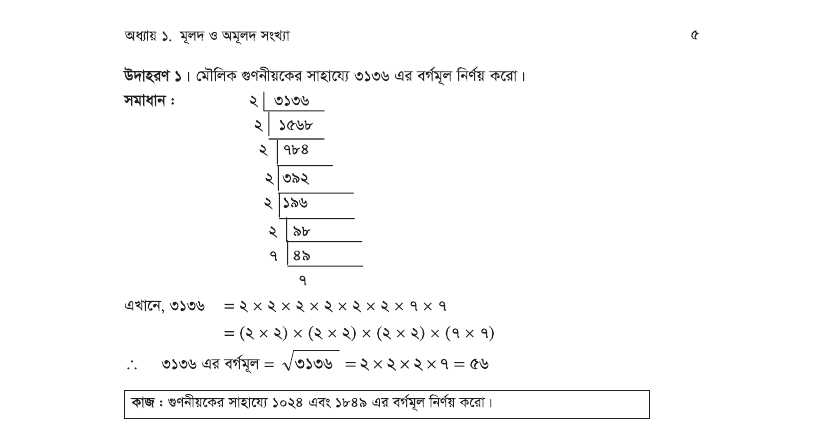 অধ্যায় ১. মূলদ ও অমূলদ সংখ্যা ৫
উদাহরণ ১। মৌলিক গুণনীয়কের সাহায্যে ৩১৩৬ এর বর্গমূল নির্ণয় করো।
সমাধান : ২ ৩১৩৬
২ ১৫৬৮
২ ৭৮৪
২ ৩৯২
২ ১৯৬
২ ৯৮
৭ ৪৯
৭
এখানে, ৩১৩৬ = ২ × ২ × ২ × ২ × ২ × ২ × ৭ × ৭
= (২ × ২) × (২ × ২) × (২ × ২) × (৭ × ৭)
∴ ৩১৩৬ এর বর্গমূল = √৩১৩৬ = ২ × ২ × ২ × ৭ = ৫৬
কাজ : গুণনীয়কের সাহায্যে ১০২৪ এবং ১৮৪৯ এর বর্গমূল নির্ণয় করো।